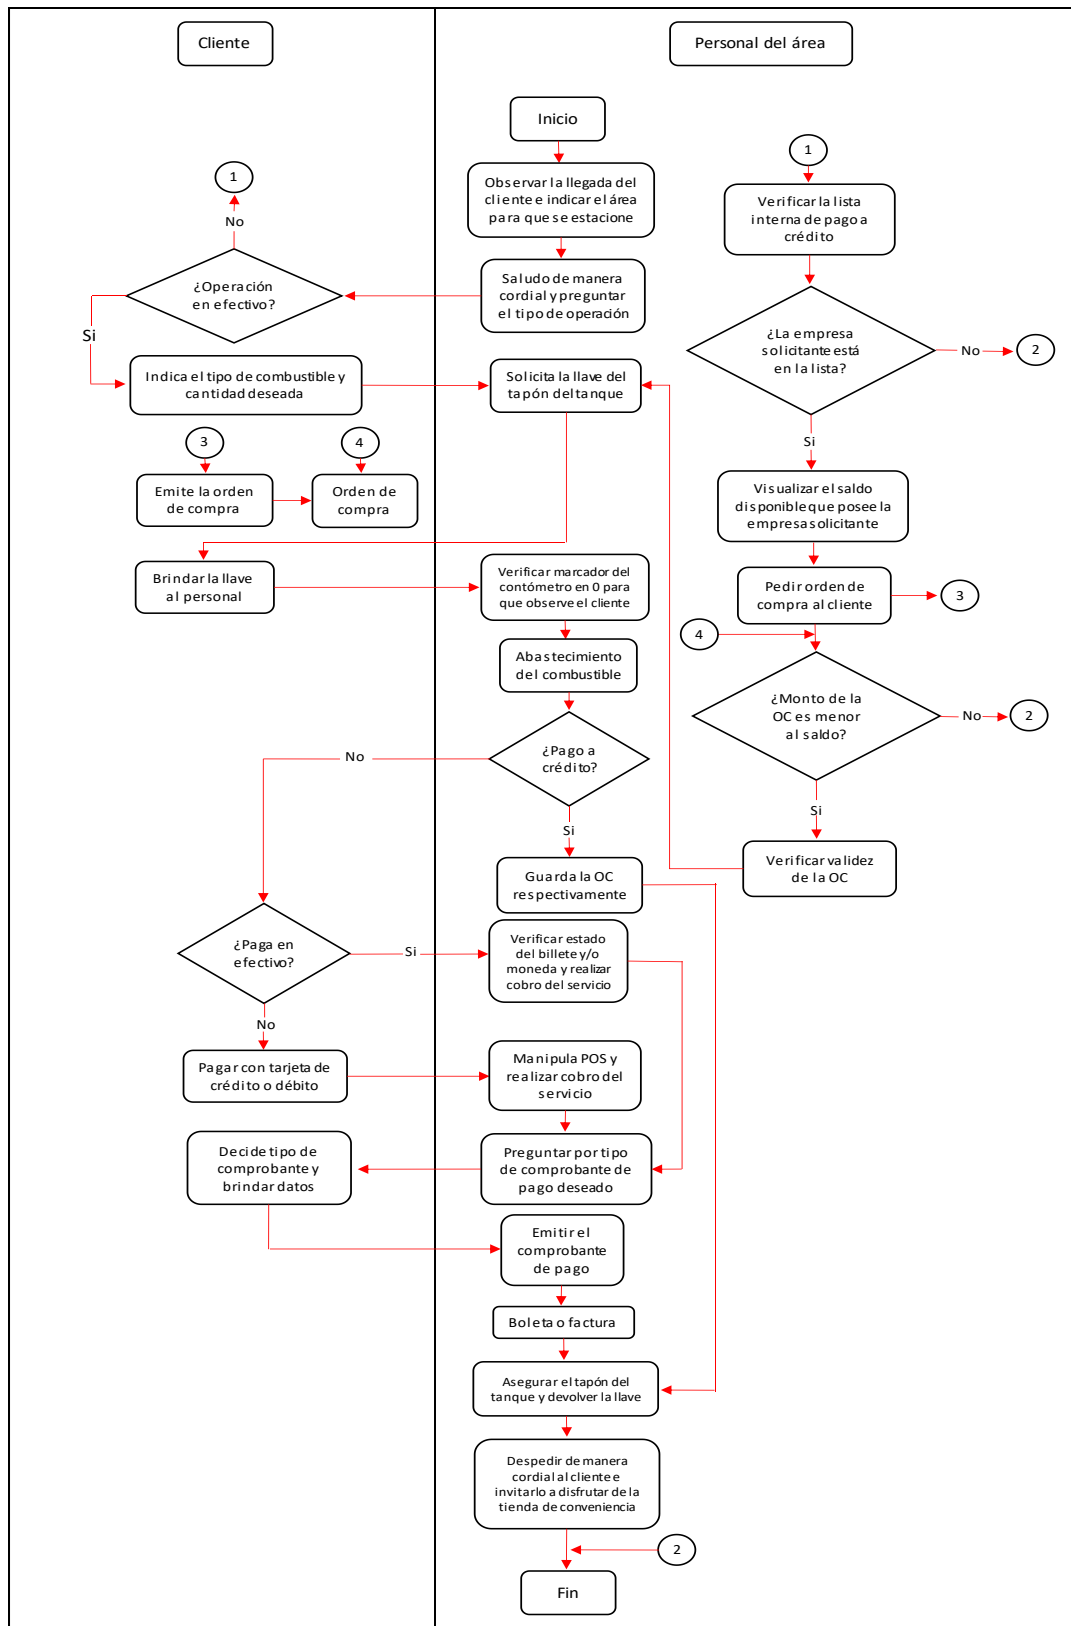 Cliente
Personal del área
Inicio
1
Observar la llegada del
cliente e indicar el área
para que se estacione
1
Verificar la lista
interna de pago a
crédito
No
¿Operación
en efectivo?
Saludo de manera
cordial y preguntar
el tipo de operación
Si
¿La empresa
solicitante está
en la lista?
No
2
Indica el tipo de combustible y
cantidad deseada
Solicita la llave del
tapón del tanque
Si
3
4
Emite la orden
de compra
Orden de
compra
Visualizar el saldo
disponible que posee la
empresa solicitante
Brindar la llave
al personal
Verificar marcador del
contómetro en 0 para
que observe el cliente
Pedir orden de
compra al cliente
3
4
Abastecimiento
del combustible
¿Monto de la
OC es menor
al saldo?
No
2
¿Pago a
crédito?
No
Si
Si
Verificar validez
de la OC
Guarda la OC
respectivamente
¿Paga en
efectivo?
Si
Verificar estado
del billete y/o
moneda y realizar
cobro del servicio
No
Pagar con tarjeta de
crédito o débito
Manipula POS y
realizar cobro del
servicio
Decide tipo de
comprobante y
brindar datos
Preguntar por tipo
de comprobante de
pago deseado
Emitir el
comprobante
de pago
Boleta o factura
Asegurar el tapón del
tanque y devolver la llave
Despedir de manera
cordial al cliente e
invitarlo a disfrutar de la
tienda de conveniencia
2
Fin